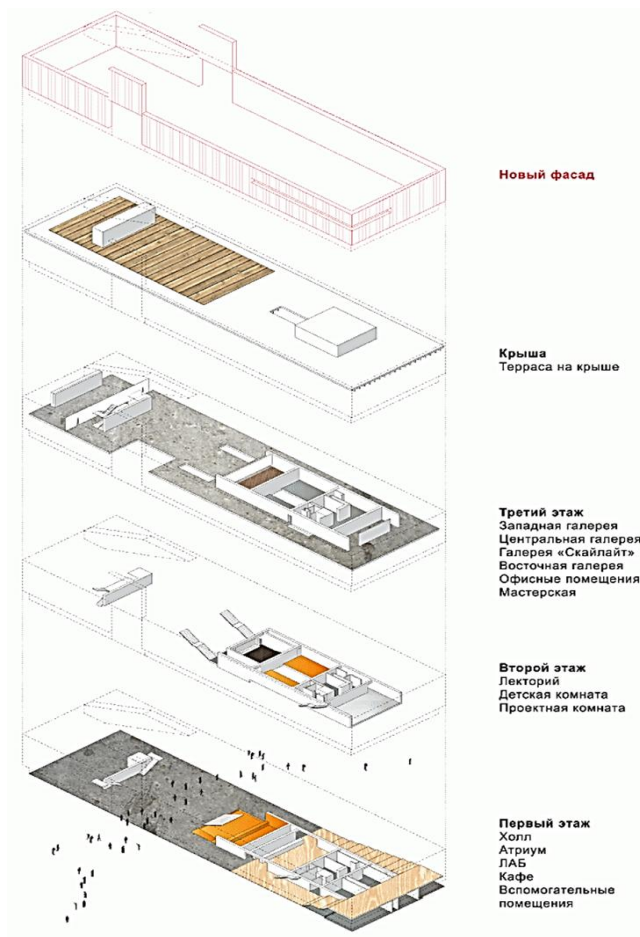 Новый фасад
Крыша
Терраса на крыше
Третий этаж
Западная галерея
Центральная галерея
Галерея «Скайлайт»
Восточная галерея
Офисные помещения
Мастерская
Второй этаж
Лекторий
Детская комната
Проектная комната
Первый этаж
Холл
Атриум
ЛАБ
Кафе
Вспомогательные
помещения